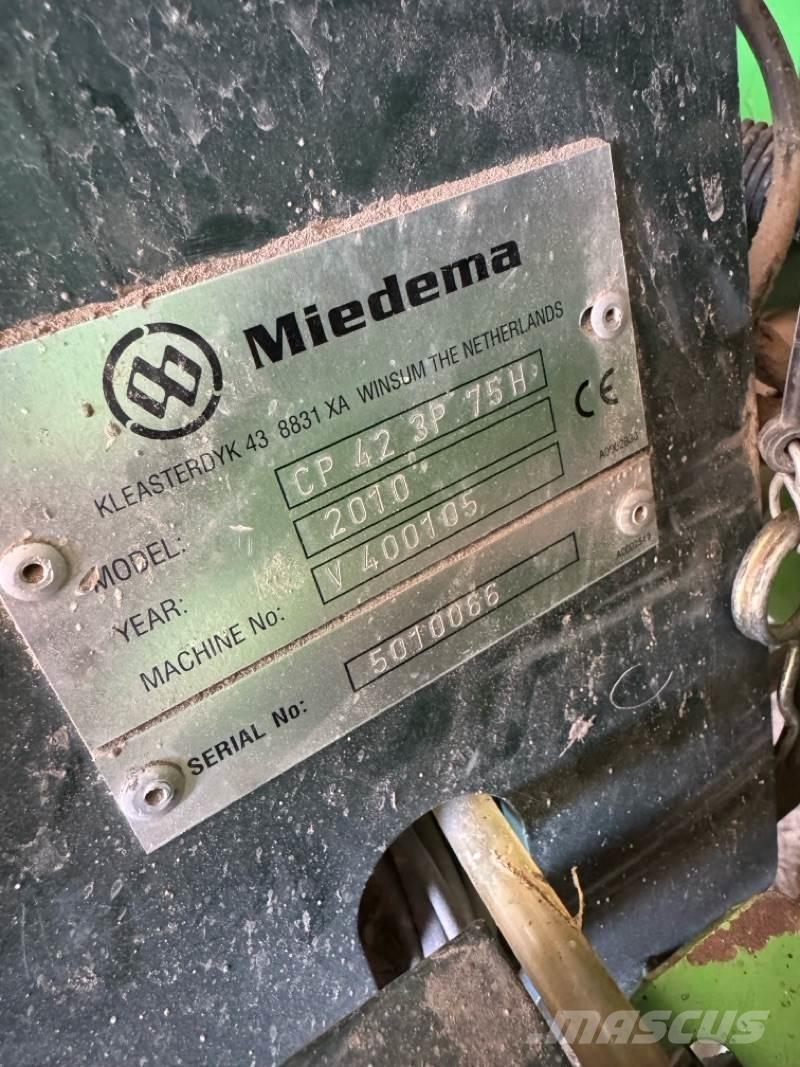 Miedema
KLEASTERDYK 43 8831 XA WINSUM THE NETHERLANDS
MODEL: CP 42 3P 75H
YEAR: 2010
MACHINE No: V 400105
CE
SERIAL No: 5010066
MASCUS